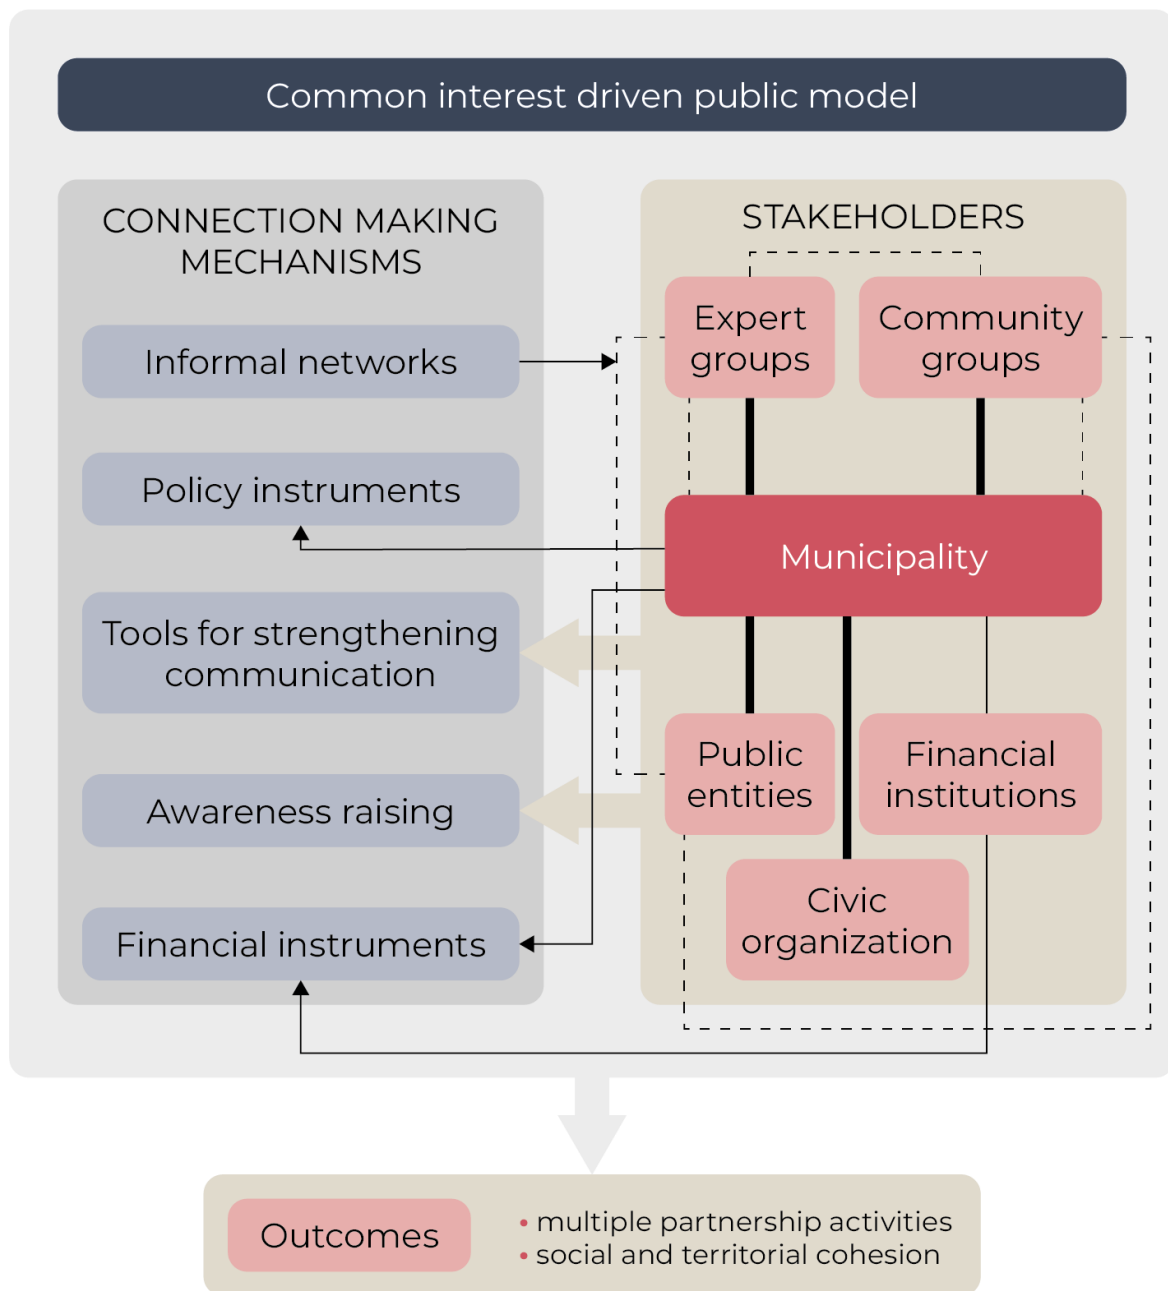 Common interest driven public model
CONNECTION MAKING
MECHANISMS
Informal networks
Policy instruments
Tools for strengthening
communication
Awareness raising
Financial instruments
STAKEHOLDERS
Expert
groups
Community
groups
Municipality
Public
entities
Financial
institutions
Civic
organization
Outcomes
• multiple partnership activities
• social and territorial cohesion